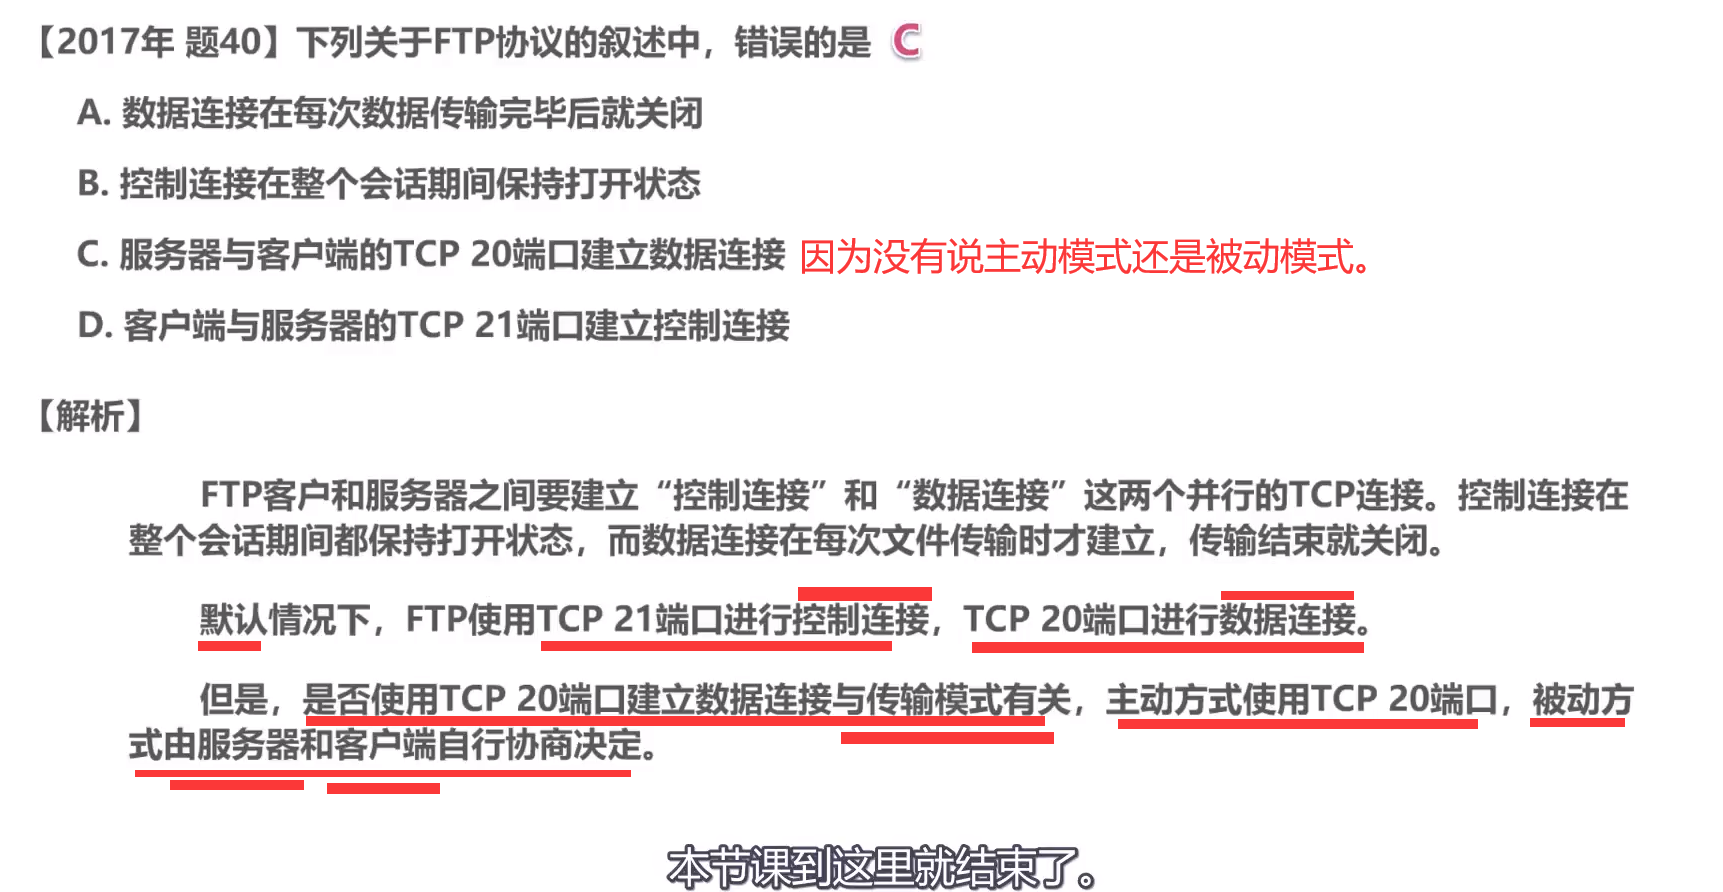 【2017年 题40】下列关于FTP协议的叙述中，错误的是 C
A. 数据连接在每次数据传输完毕后就关闭
B. 控制连接在整个会话期间保持打开状态
C. 服务器与客户端的TCP 20端口建立数据连接 因为没有说主动模式还是被动模式。
D. 客户端与服务器的TCP 21端口建立控制连接
【解析】
FTP客户和服务器之间要建立“控制连接”和“数据连接”这两个并行的TCP连接。控制连接在
整个会话期间都保持打开状态，而数据连接在每次文件传输时才建立，传输结束就关闭。
默认情况下，FTP使用TCP 21端口进行控制连接，TCP 20端口进行数据连接。
但是，是否使用TCP 20端口建立数据连接与传输模式有关，主动方式使用TCP 20端口，被动方
式由服务器和客户端自行协商决定。
本节课到这里就结束了。